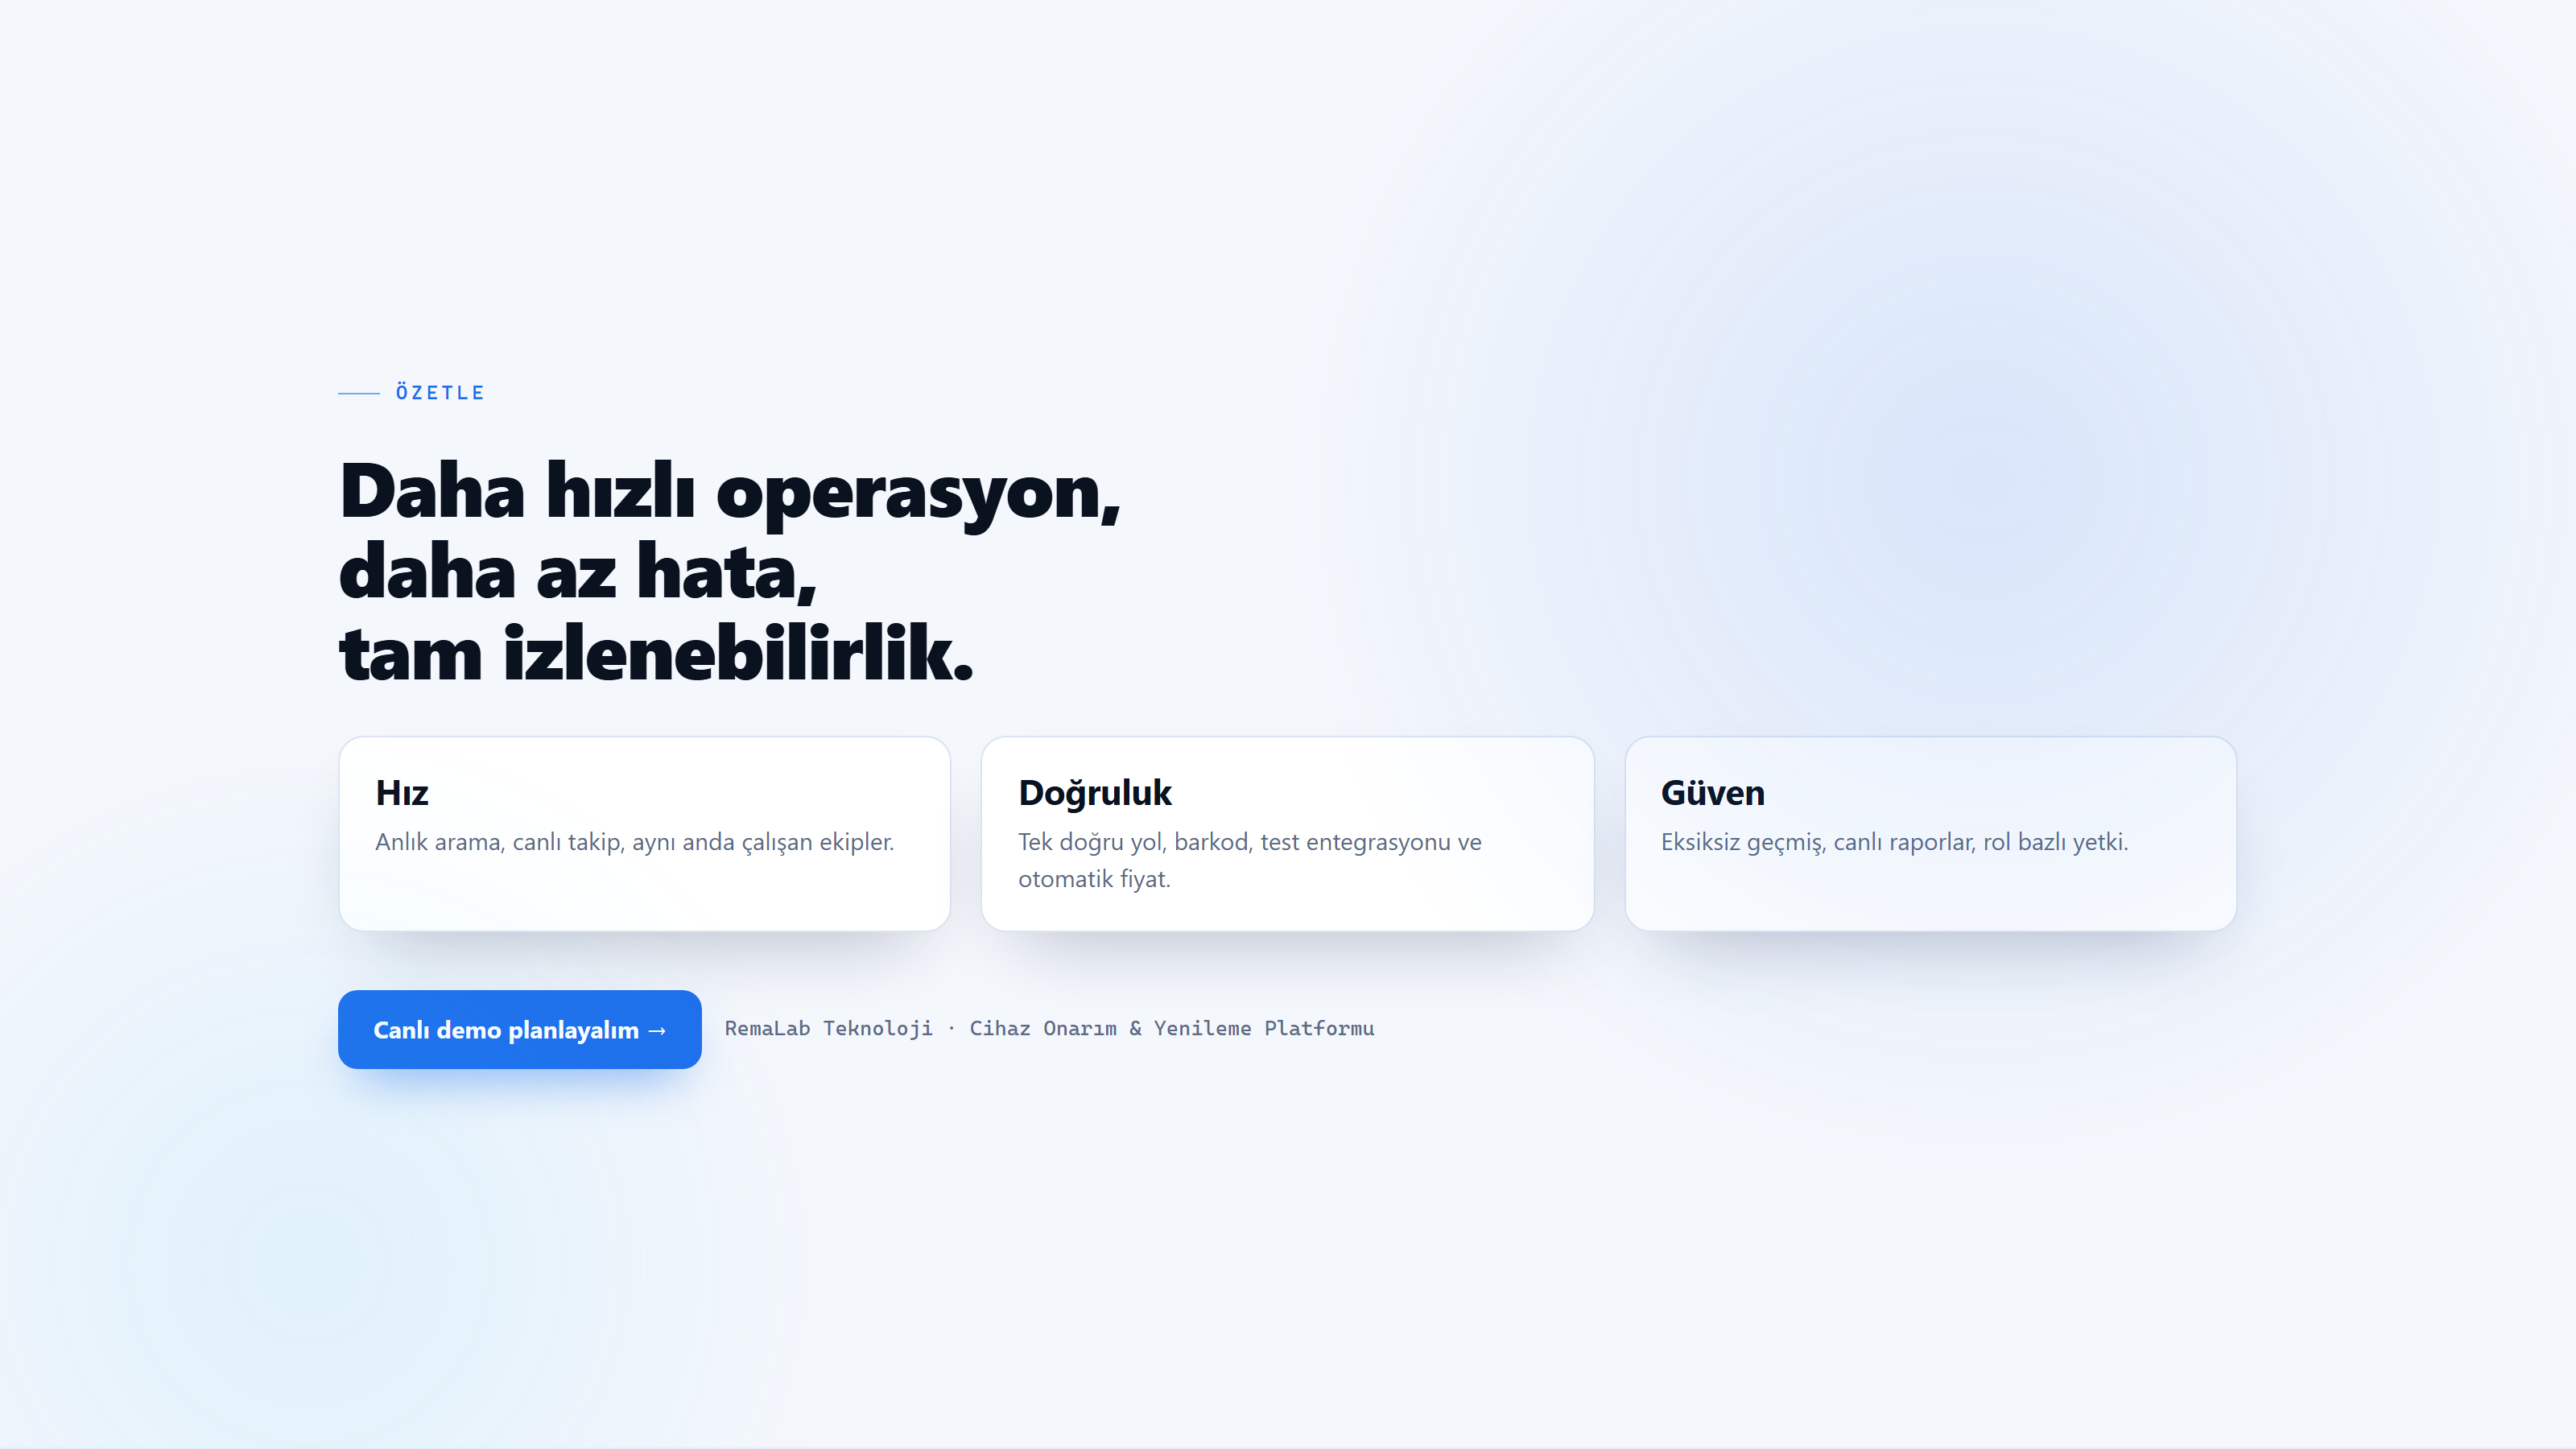 ÖZETLE
Daha hızlı operasyon,
daha az hata,
tam izlenebilirlik.
Hız
Anlık arama, canlı takip, aynı anda çalışan ekipler.
Doğruluk
Tek doğru yol, barkod, test entegrasyonu ve
otomatik fiyat.
Güven
Eksiksiz geçmiş, canlı raporlar, rol bazlı yetki.
Canlı demo planlayalım →
RemaLab Teknoloji · Cihaz Onarım & Yenileme Platformu